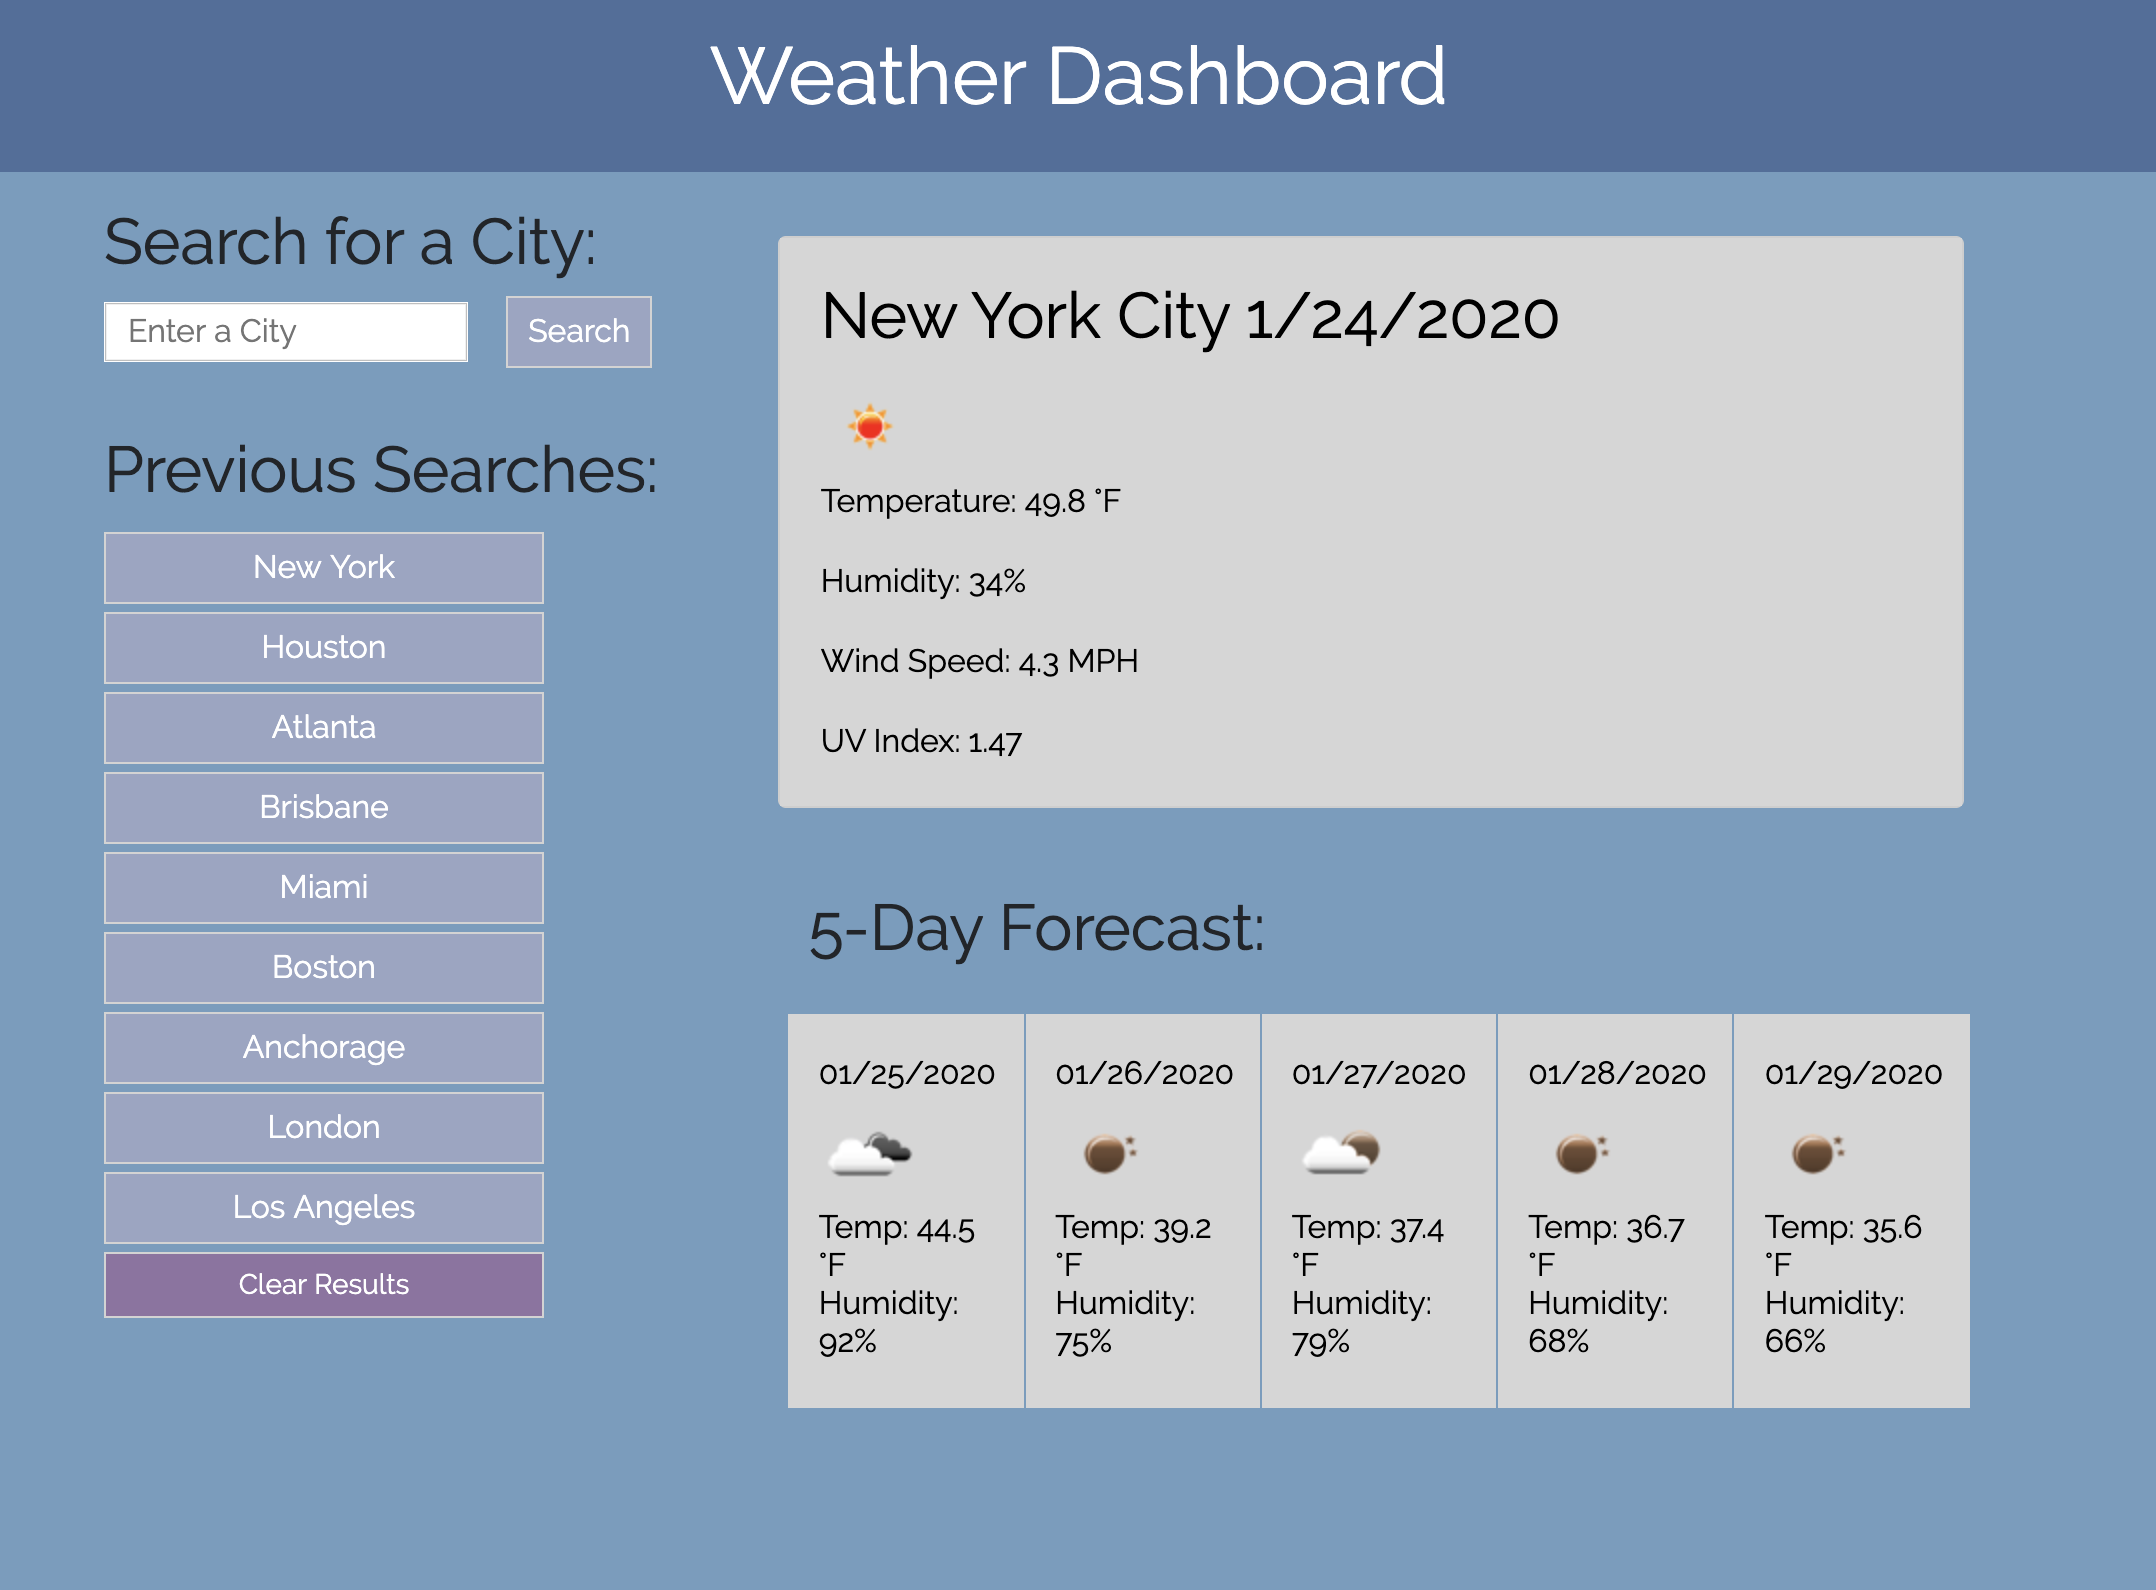 Weather Dashboard
Search for a City:
Enter a City
Search
Previous Searches:
New York
Houston
Atlanta
Brisbane
Miami
Boston
Anchorage
London
Los Angeles
Clear Results
New York City 1/24/2020
Temperature: 49.8 °F
Humidity: 34%
Wind Speed: 4.3 MPH
UV Index: 1.47
5-Day Forecast:
01/25/2020
Temp: 44.5
°F
Humidity:
92%
01/26/2020
Temp: 39.2
°F
Humidity:
75%
01/27/2020
Temp: 37.4
°F
Humidity:
79%
01/28/2020
Temp: 36.7
°F
Humidity:
68%
01/29/2020
Temp: 35.6
°F
Humidity:
66%